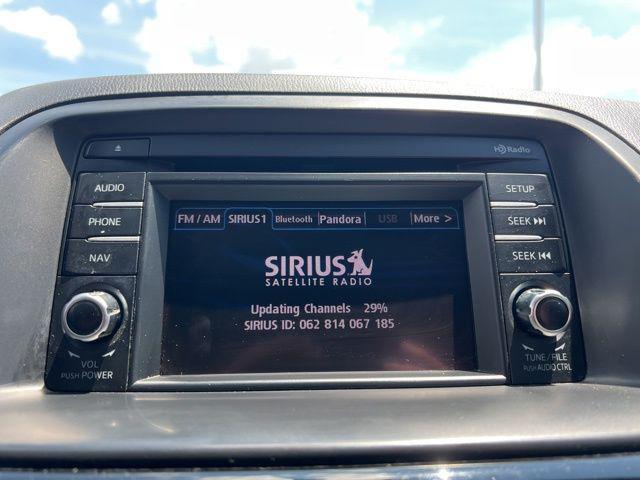 HD Radio
AUDIO
PHONE
NAV
VOL
PUSH POWER
FM / AM SIRIUS1 Bluetooth Pandora USB More >
SIRIUS
SATELLITE RADIO
Updating Channels 29%
SIRIUS ID: 062 814 067 185
SETUP
SEEK
SEEK
TUNE / FILE
PUSH AUDIO CTRL